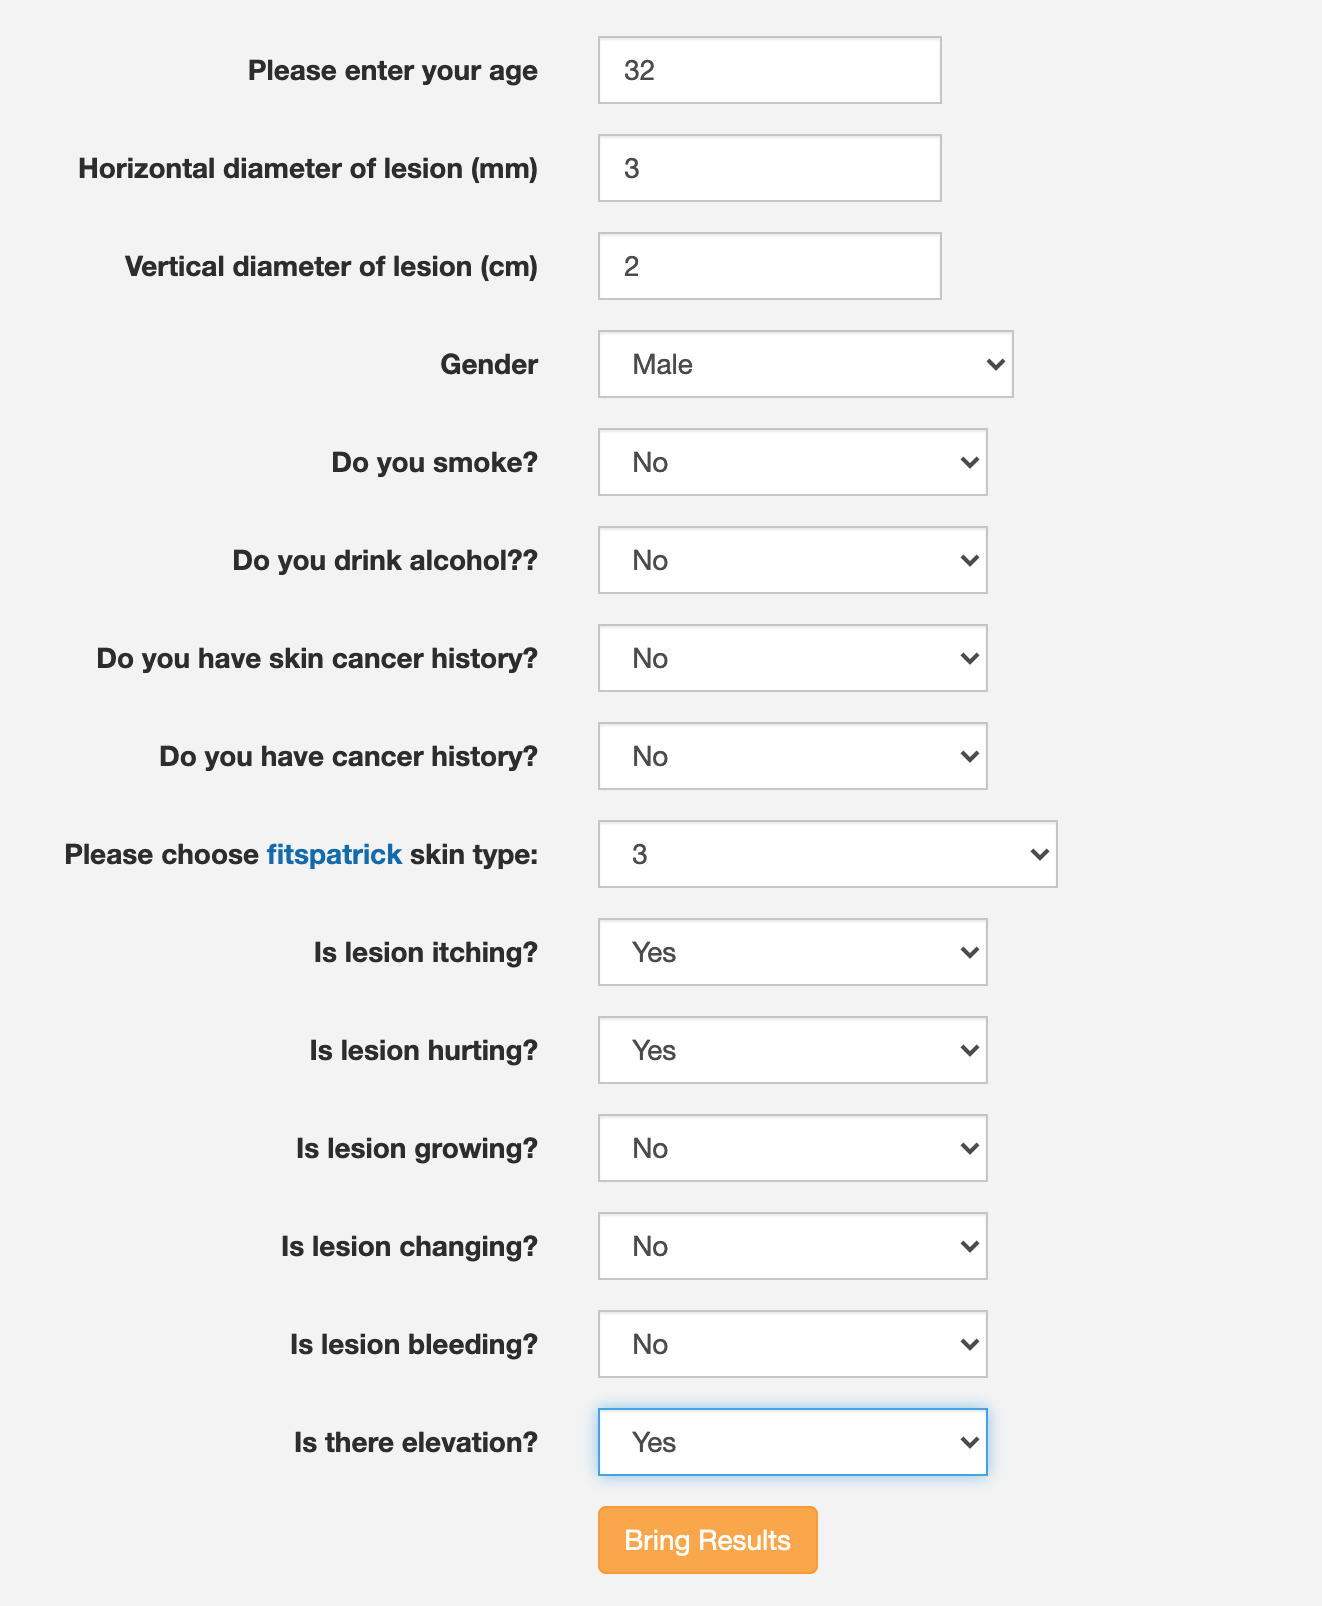 Please enter your age 32
Horizontal diameter of lesion (mm) 3
Vertical diameter of lesion (cm) 2
Gender Male
Do you smoke? No
Do you drink alcohol?? No
Do you have skin cancer history? No
Do you have cancer history? No
Please choose fitspatrick skin type: 3
Is lesion itching? Yes
Is lesion hurting? Yes
Is lesion growing? No
Is lesion changing? No
Is lesion bleeding? No
Is there elevation? Yes
Bring Results